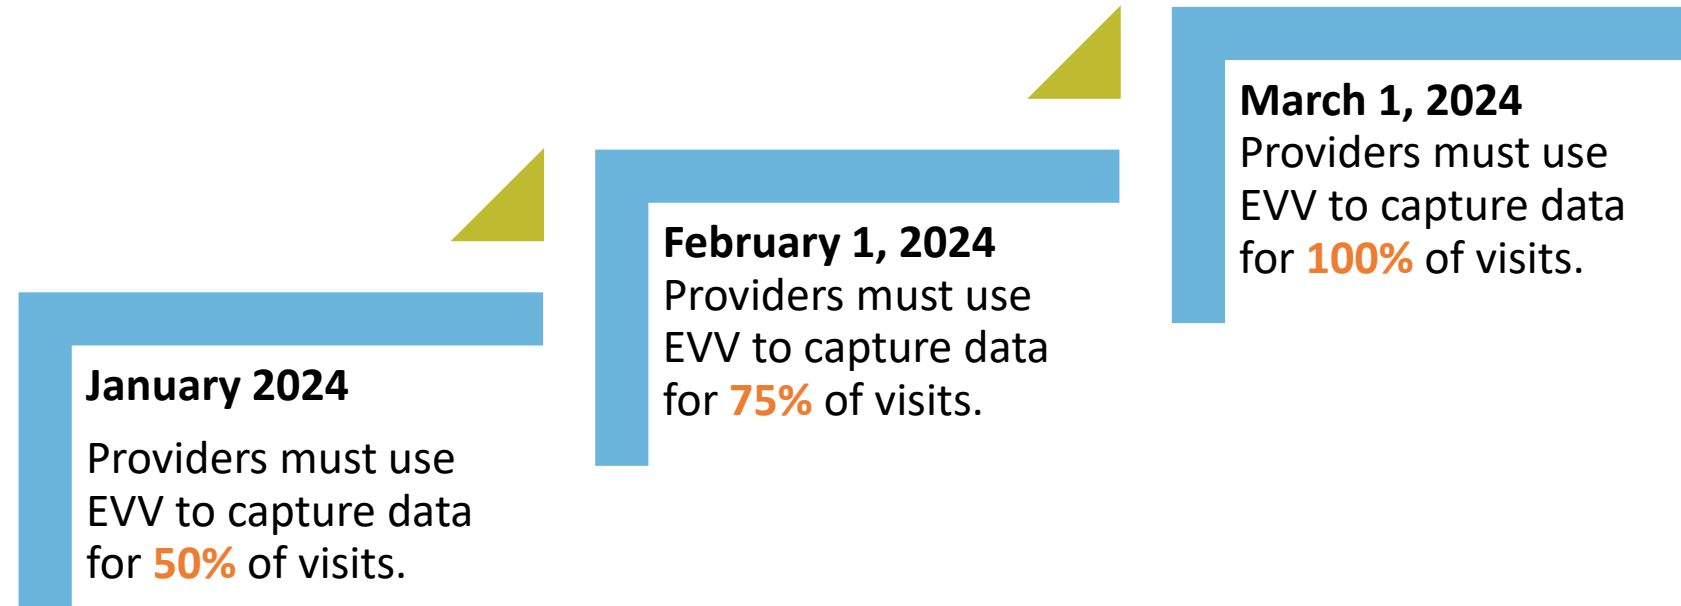 January 2024
Providers must use
EVV to capture data
for 50% of visits.
February 1, 2024
Providers must use
EVV to capture data
for 75% of visits.
March 1, 2024
Providers must use
EVV to capture data
for 100% of visits.